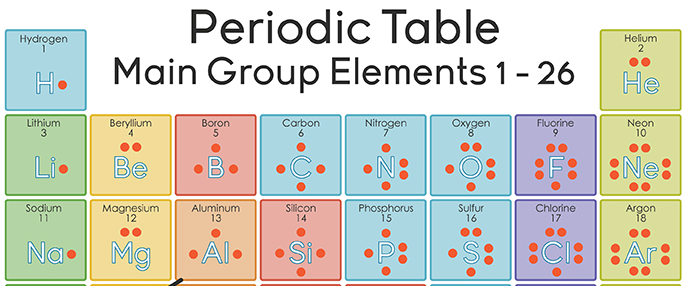 Periodic Table
Main Group Elements 1 - 26
Hydrogen
1
H
Helium
2
He
Lithium
3
Li
Beryllium
4
Be
Boron
5
B
Carbon
6
C
Nitrogen
7
N
Oxygen
8
O
Fluorine
9
F
Neon
10
Ne
Sodium
11
Na
Magnesium
12
Mg
Aluminum
13
Al
Silicon
14
Si
Phosphorus
15
P
Sulfur
16
S
Chlorine
17
Cl
Argon
18
Ar